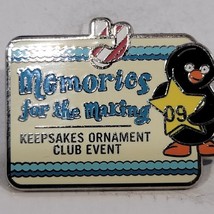 Memories
for the Making
KEEPSAKES ORNAMENT
CLUB EVENT
09